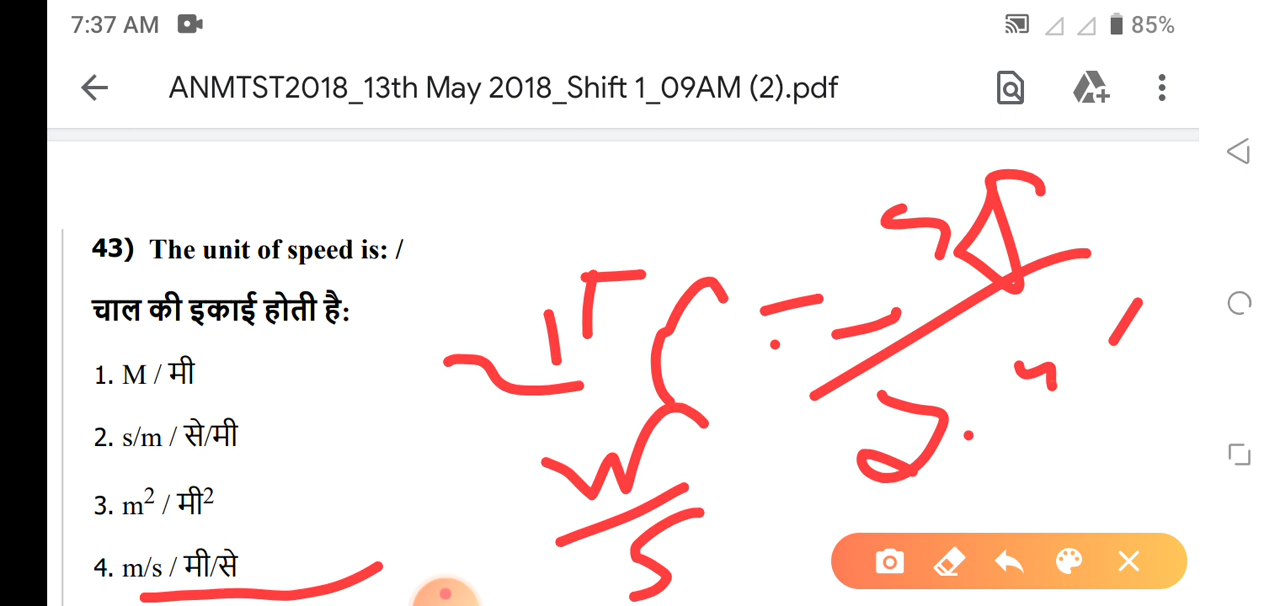 7:37 AM 85%
ANMTST2018_13th May 2018_Shift 1_09AM (2).pdf
43) The unit of speed is: /
चाल की इकाई होती है:
1. M / मी
2. s/m / से/मी
3. m² / मी²
4. m/s / मी/से